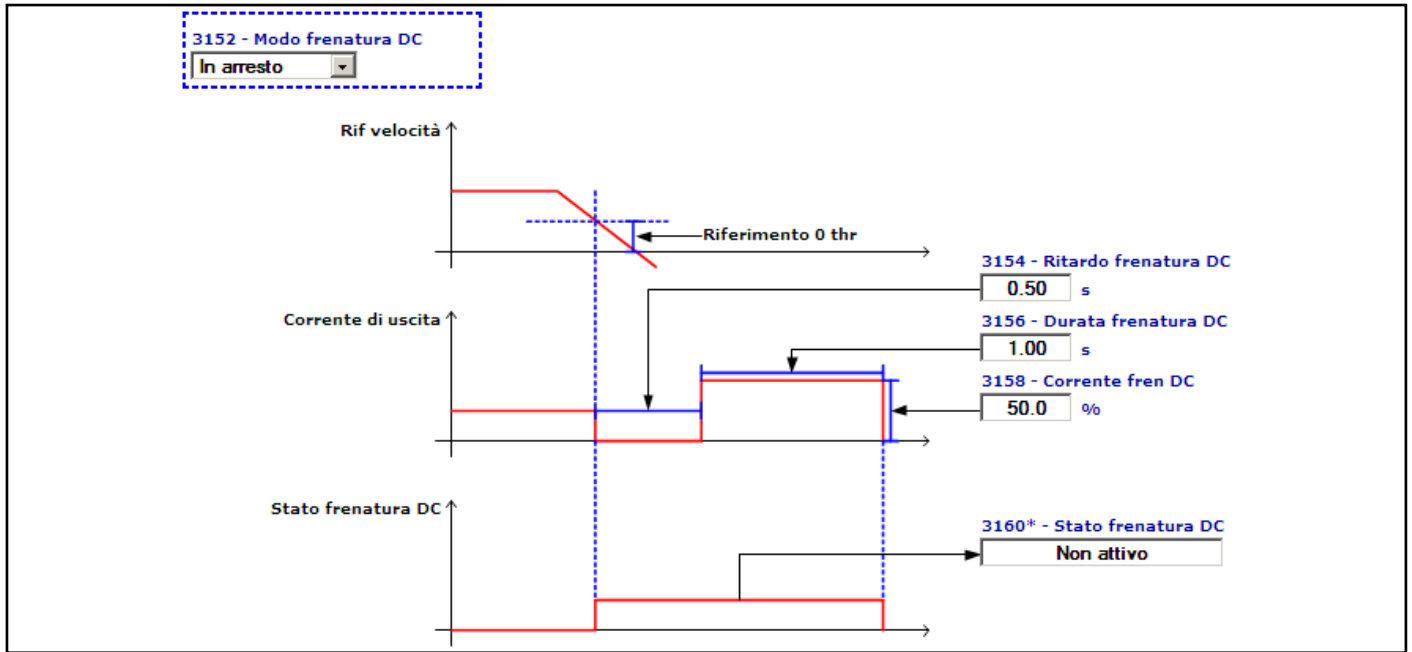 3152 - Modo frenatura DC
In arresto
Rif velocità
Riferimento 0 thr
3154 - Ritardo frenatura DC
0.50 s
Corrente di uscita
3156 - Durata frenatura DC
1.00 s
3158 - Corrente fren DC
50.0 %
Stato frenatura DC
3160* - Stato frenatura DC
Non attivo